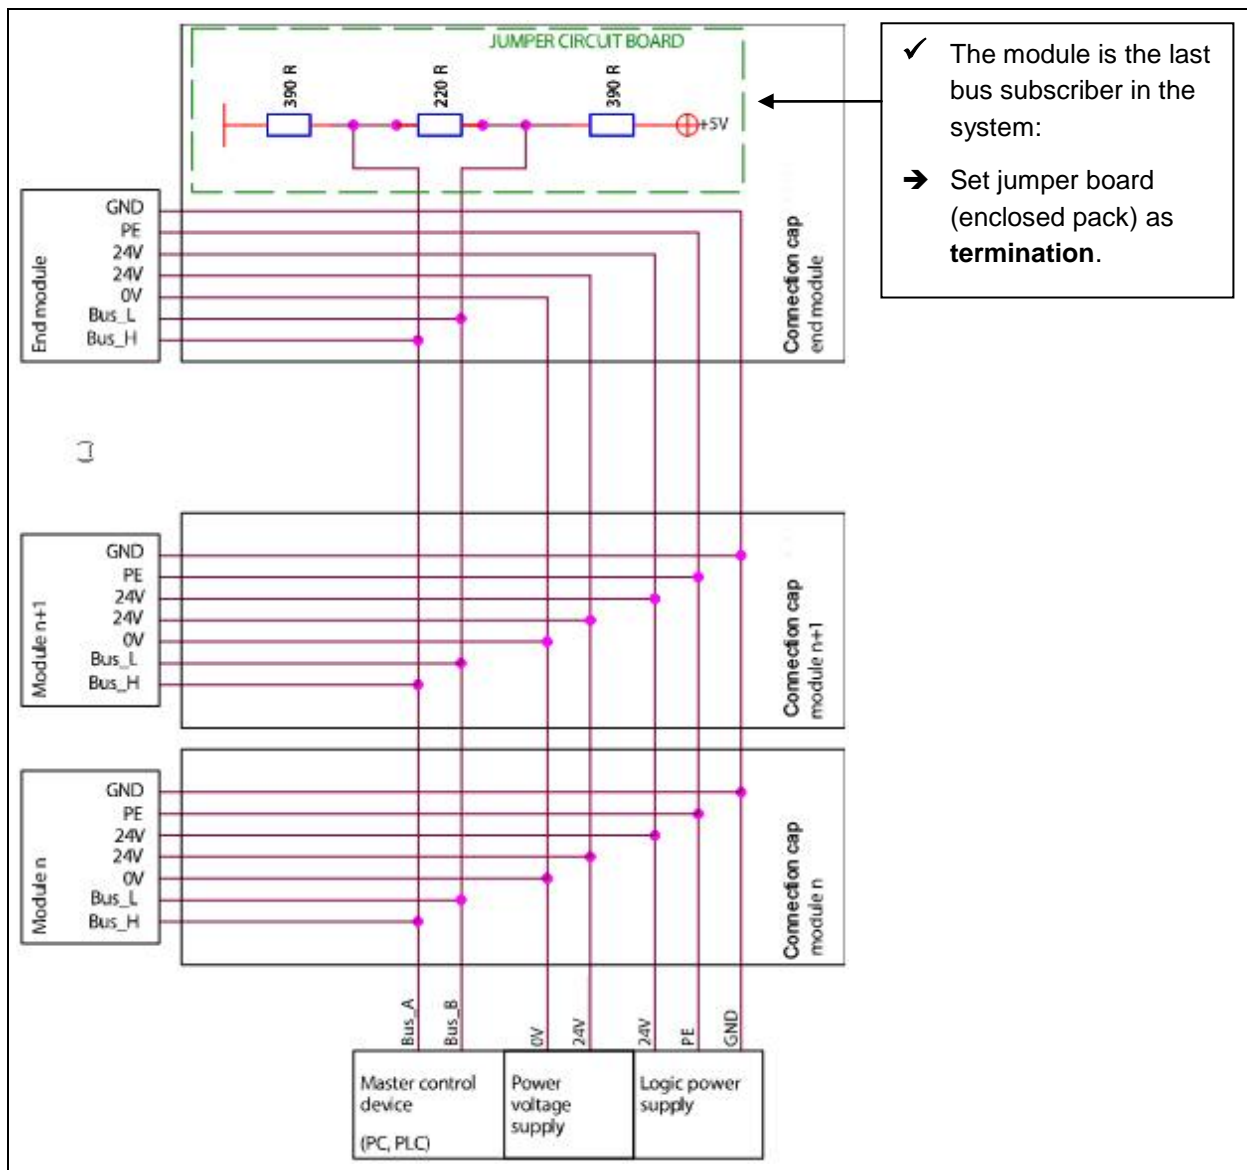 JUMPER CIRCUIT BOARD
390 R
220 R
390 R
+5V
✓ The module is the last
bus subscriber in the
system:
➔ Set jumper board
(enclosed pack) as
termination.
End module
GND
PE
24V
24V
0V
Bus_L
Bus_H
Connection cap
end module
(...)
Module n+1
GND
PE
24V
24V
0V
Bus_L
Bus_H
Connection cap
module n+1
Module n
GND
PE
24V
24V
0V
Bus_L
Bus_H
Connection cap
module n
Bus_A
Bus_B
0V
24V
24V
PE
GND
Master control
device
(PC, PLC)
Power
voltage
supply
Logic power
supply